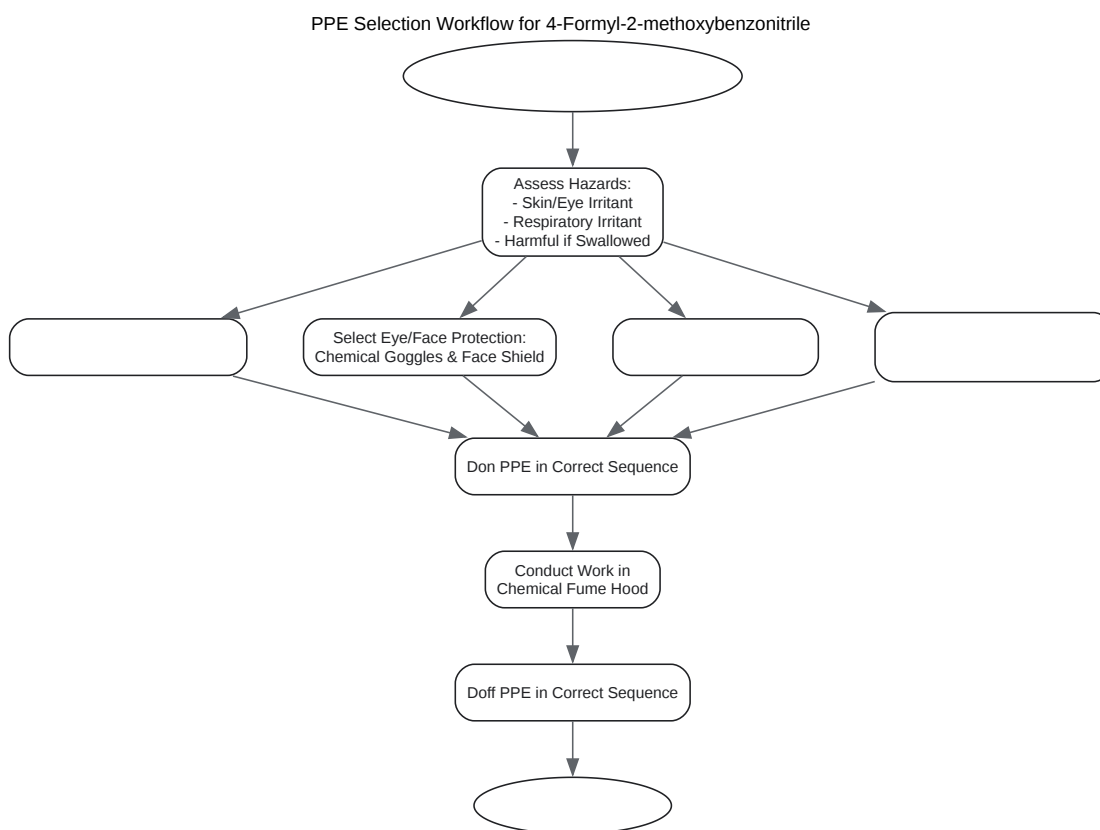 PPE Selection Workflow for 4-Formyl-2-methoxybenzonitrile
Assess Hazards:
- Skin/Eye Irritant
- Respiratory Irritant
- Harmful if Swallowed
Select Eye/Face Protection:
Chemical Goggles & Face Shield
Don PPE in Correct Sequence
Conduct Work in
Chemical Fume Hood
Doff PPE in Correct Sequence